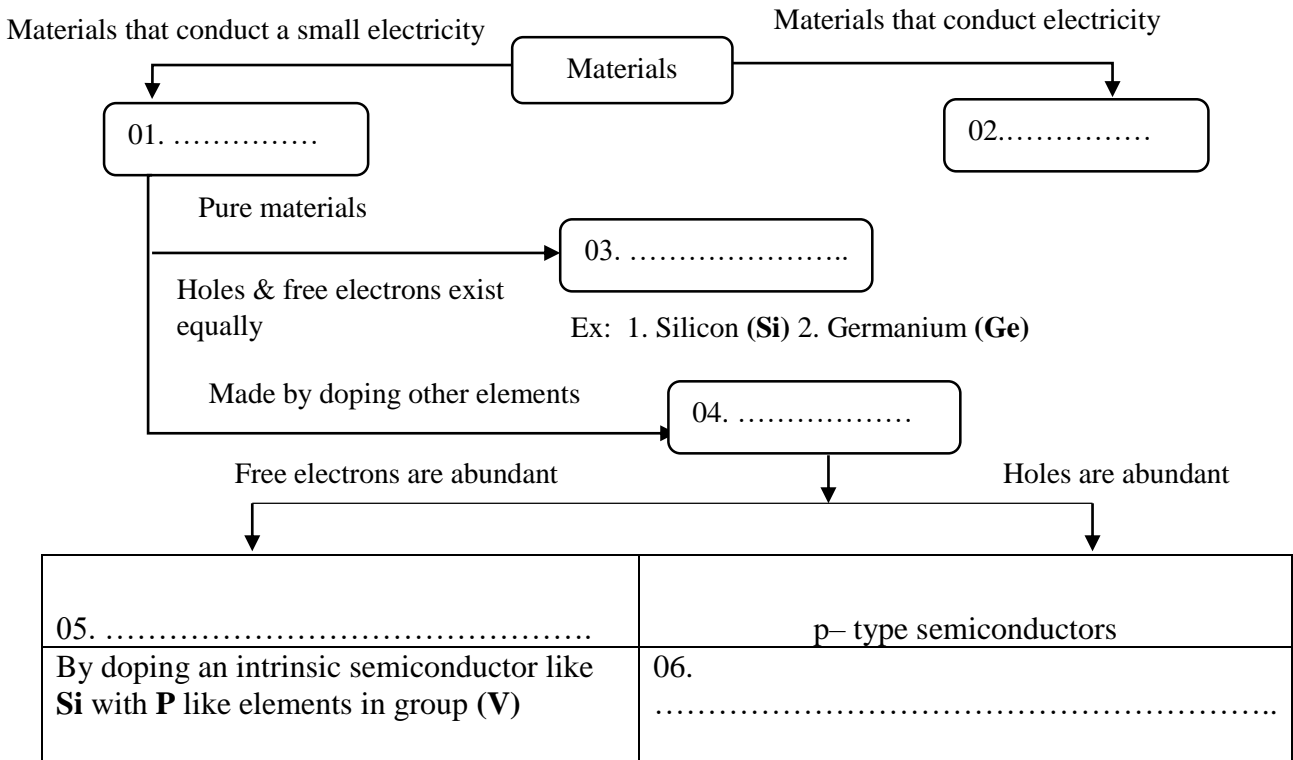 Materials that conduct a small electricity
Materials that conduct electricity
Materials
01. ……………
02.……………
Pure materials
03. …………………..
Holes & free electrons exist
equally
Ex: 1. Silicon (Si) 2. Germanium (Ge)
Made by doping other elements
04. ………………
Free electrons are abundant
Holes are abundant
05. ……………………………………….
p– type semiconductors
By doping an intrinsic semiconductor like
Si with P like elements in group (V)
06.
…………………………………………………..